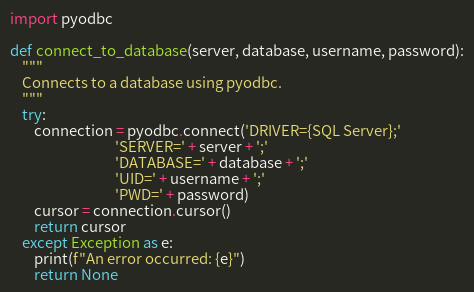 import pyodbc
def connect_to_database(server, database, username, password):
"""
Connects to a database using pyodbc.
"""
try:
connection = pyodbc.connect('DRIVER={SQL Server};'
'SERVER=' + server + ';'
'DATABASE=' + database + ';'
'UID=' + username + ';'
'PWD=' + password)
cursor = connection.cursor()
return cursor
except Exception as e:
print(f"An error occurred: {e}")
return None